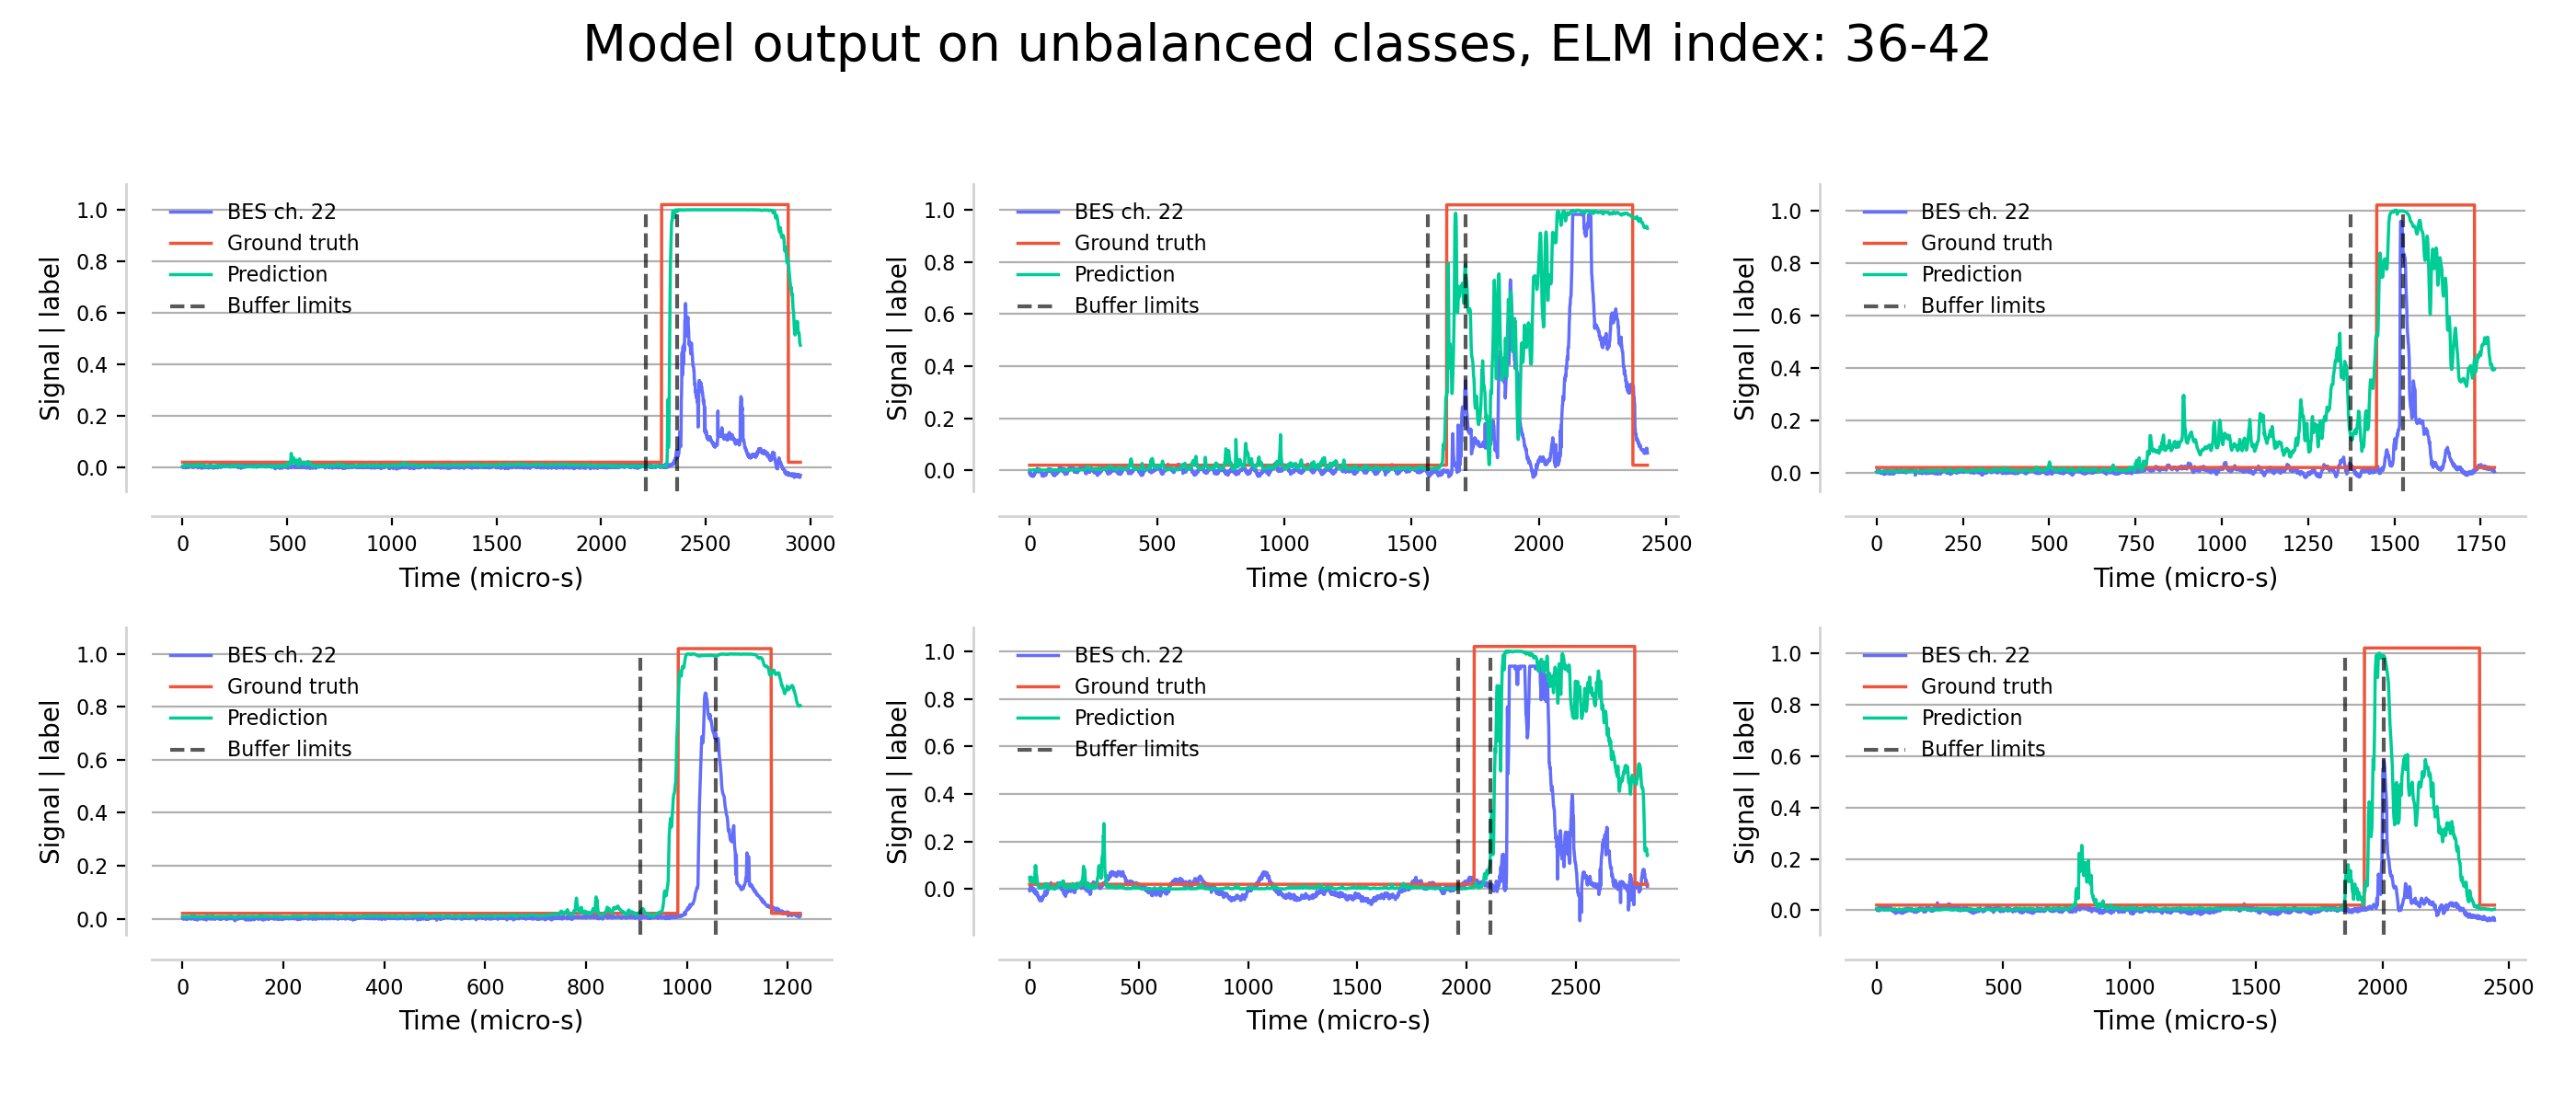 Model output on unbalanced classes, ELM index: 36-42
Signal | label
1.0
0.8
0.6
0.4
0.2
0.0
BES ch. 22
Ground truth
Prediction
Buffer limits
0 500 1000 1500 2000 2500 3000
Time (micro-s)
Signal | label
1.0
0.8
0.6
0.4
0.2
0.0
BES ch. 22
Ground truth
Prediction
Buffer limits
0 500 1000 1500 2000 2500
Time (micro-s)
Signal | label
1.0
0.8
0.6
0.4
0.2
0.0
BES ch. 22
Ground truth
Prediction
Buffer limits
0 250 500 750 1000 1250 1500 1750
Time (micro-s)
Signal | label
1.0
0.8
0.6
0.4
0.2
0.0
BES ch. 22
Ground truth
Prediction
Buffer limits
0 200 400 600 800 1000 1200
Time (micro-s)
Signal | label
1.0
0.8
0.6
0.4
0.2
0.0
BES ch. 22
Ground truth
Prediction
Buffer limits
0 500 1000 1500 2000 2500
Time (micro-s)
Signal | label
1.0
0.8
0.6
0.4
0.2
0.0
BES ch. 22
Ground truth
Prediction
Buffer limits
0 500 1000 1500 2000 2500
Time (micro-s)